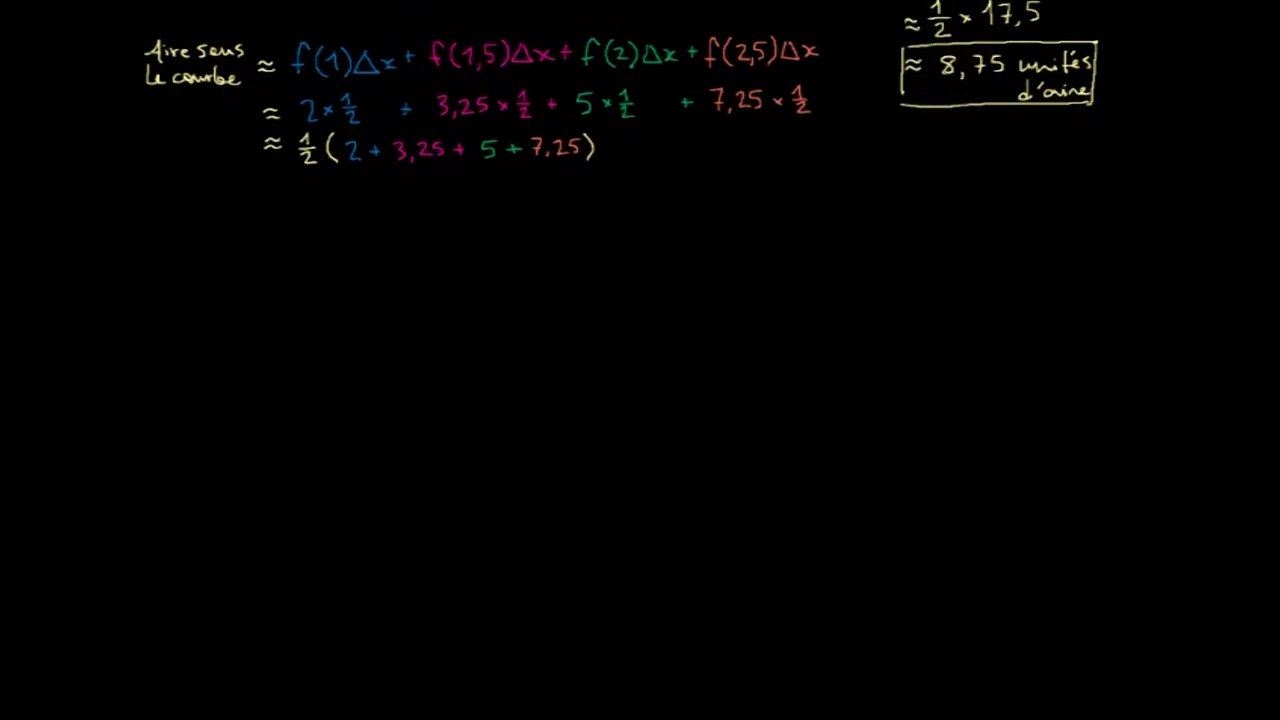 Aire sous
la courbe
≈ f(1)Δx + f(1,5)Δx + f(2)Δx + f(2,5)Δx
≈ 2 × 1/2 + 3,25 × 1/2 + 5 × 1/2 + 7,25 × 1/2
≈ 1/2 (2 + 3,25 + 5 + 7,25)
≈ 1/2 × 17,5
≈ 8,75 unités
d'aire